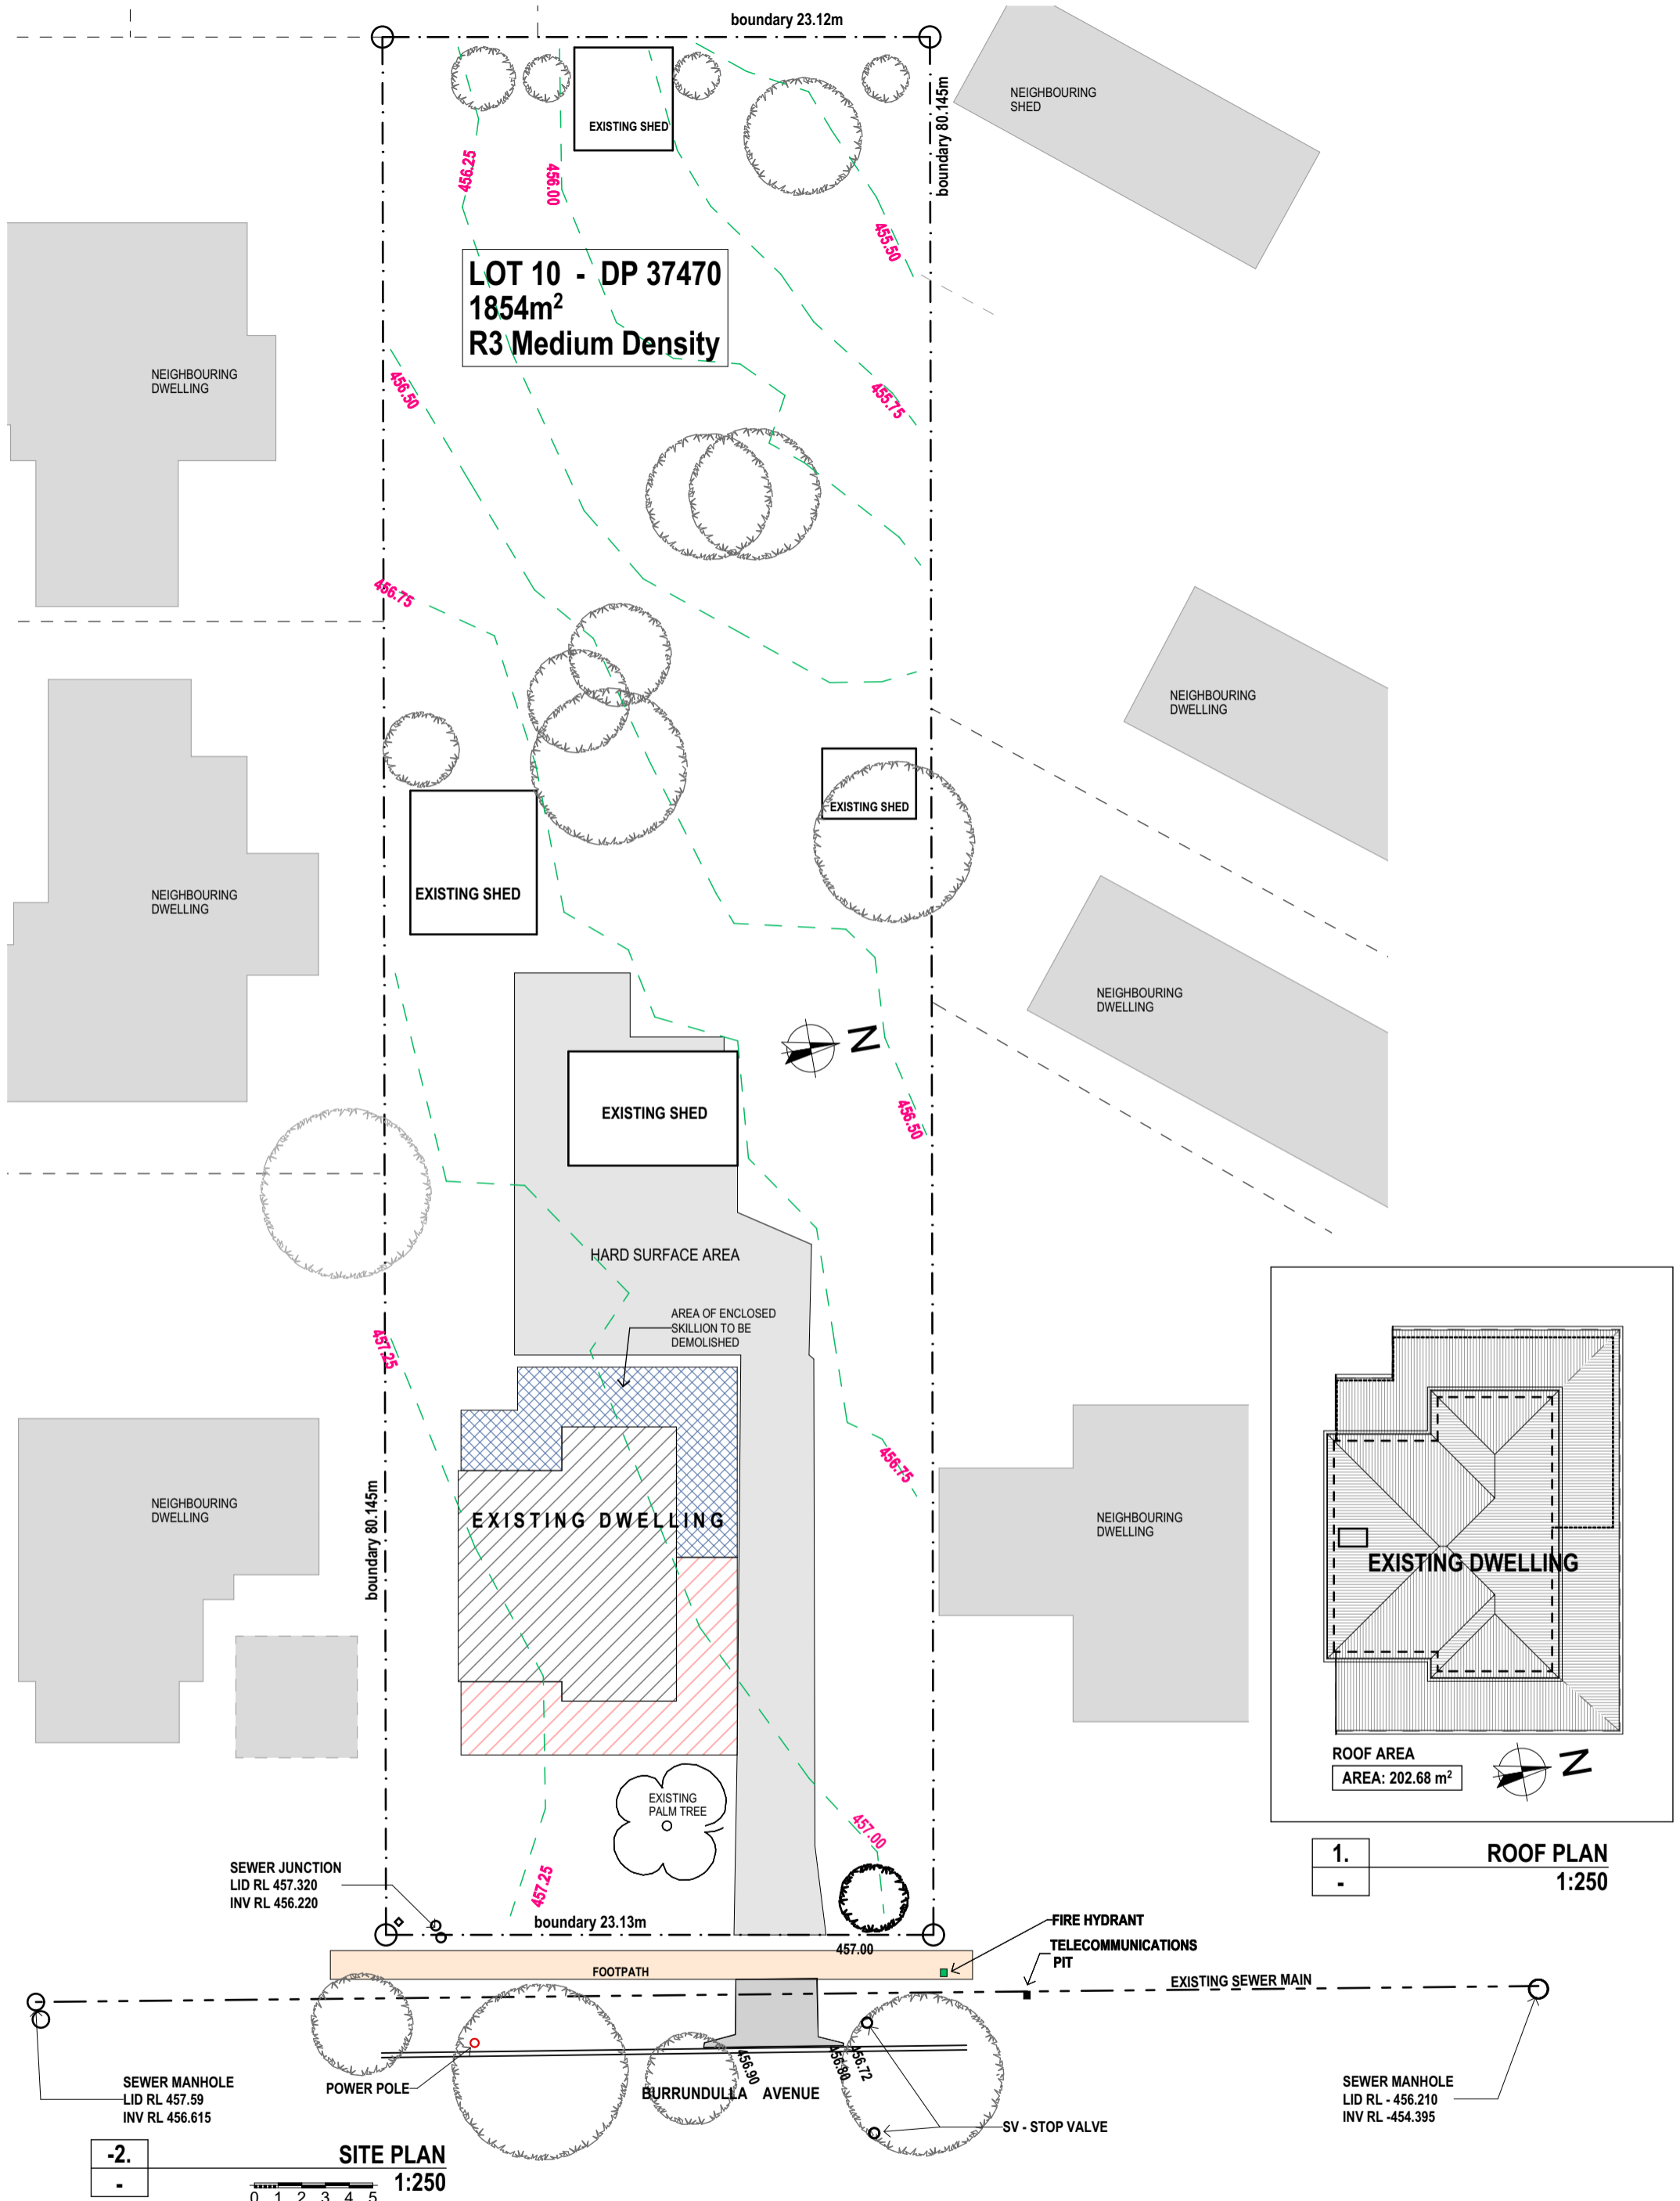 boundary 23.12m
boundary 80.145m
NEIGHBOURING
SHED
EXISTING SHED
456.25
456.00
455.50
LOT 10 - DP 37470
1854m²
R3 Medium Density
NEIGHBOURING
DWELLING
456.50
455.75
456.75
NEIGHBOURING
DWELLING
EXISTING SHED
EXISTING SHED
NEIGHBOURING
DWELLING
NEIGHBOURING
DWELLING
N
EXISTING SHED
456.50
HARD SURFACE AREA
AREA OF ENCLOSED
SKILLION TO BE
DEMOLISHED
457.25
456.75
NEIGHBOURING
DWELLING
EXISTING DWELLING
NEIGHBOURING
DWELLING
boundary 80.145m
EXISTING DWELLING
ROOF AREA
AREA: 202.68 m²
N
EXISTING
PALM TREE
457.00
1.
-
ROOF PLAN
1:250
SEWER JUNCTION
LID RL 457.320
INV RL 456.220
457.25
boundary 23.13m
457.00
FIRE HYDRANT
TELECOMMUNICATIONS
PIT
FOOTPATH
EXISTING SEWER MAIN
SEWER MANHOLE
LID RL 457.59
INV RL 456.615
POWER POLE
456.90
456.80
456.72
BURRUNDULLA AVENUE
SV - STOP VALVE
SEWER MANHOLE
LID RL - 456.210
INV RL -454.395
-2.
-
SITE PLAN
1:250
0 1 2 3 4 5